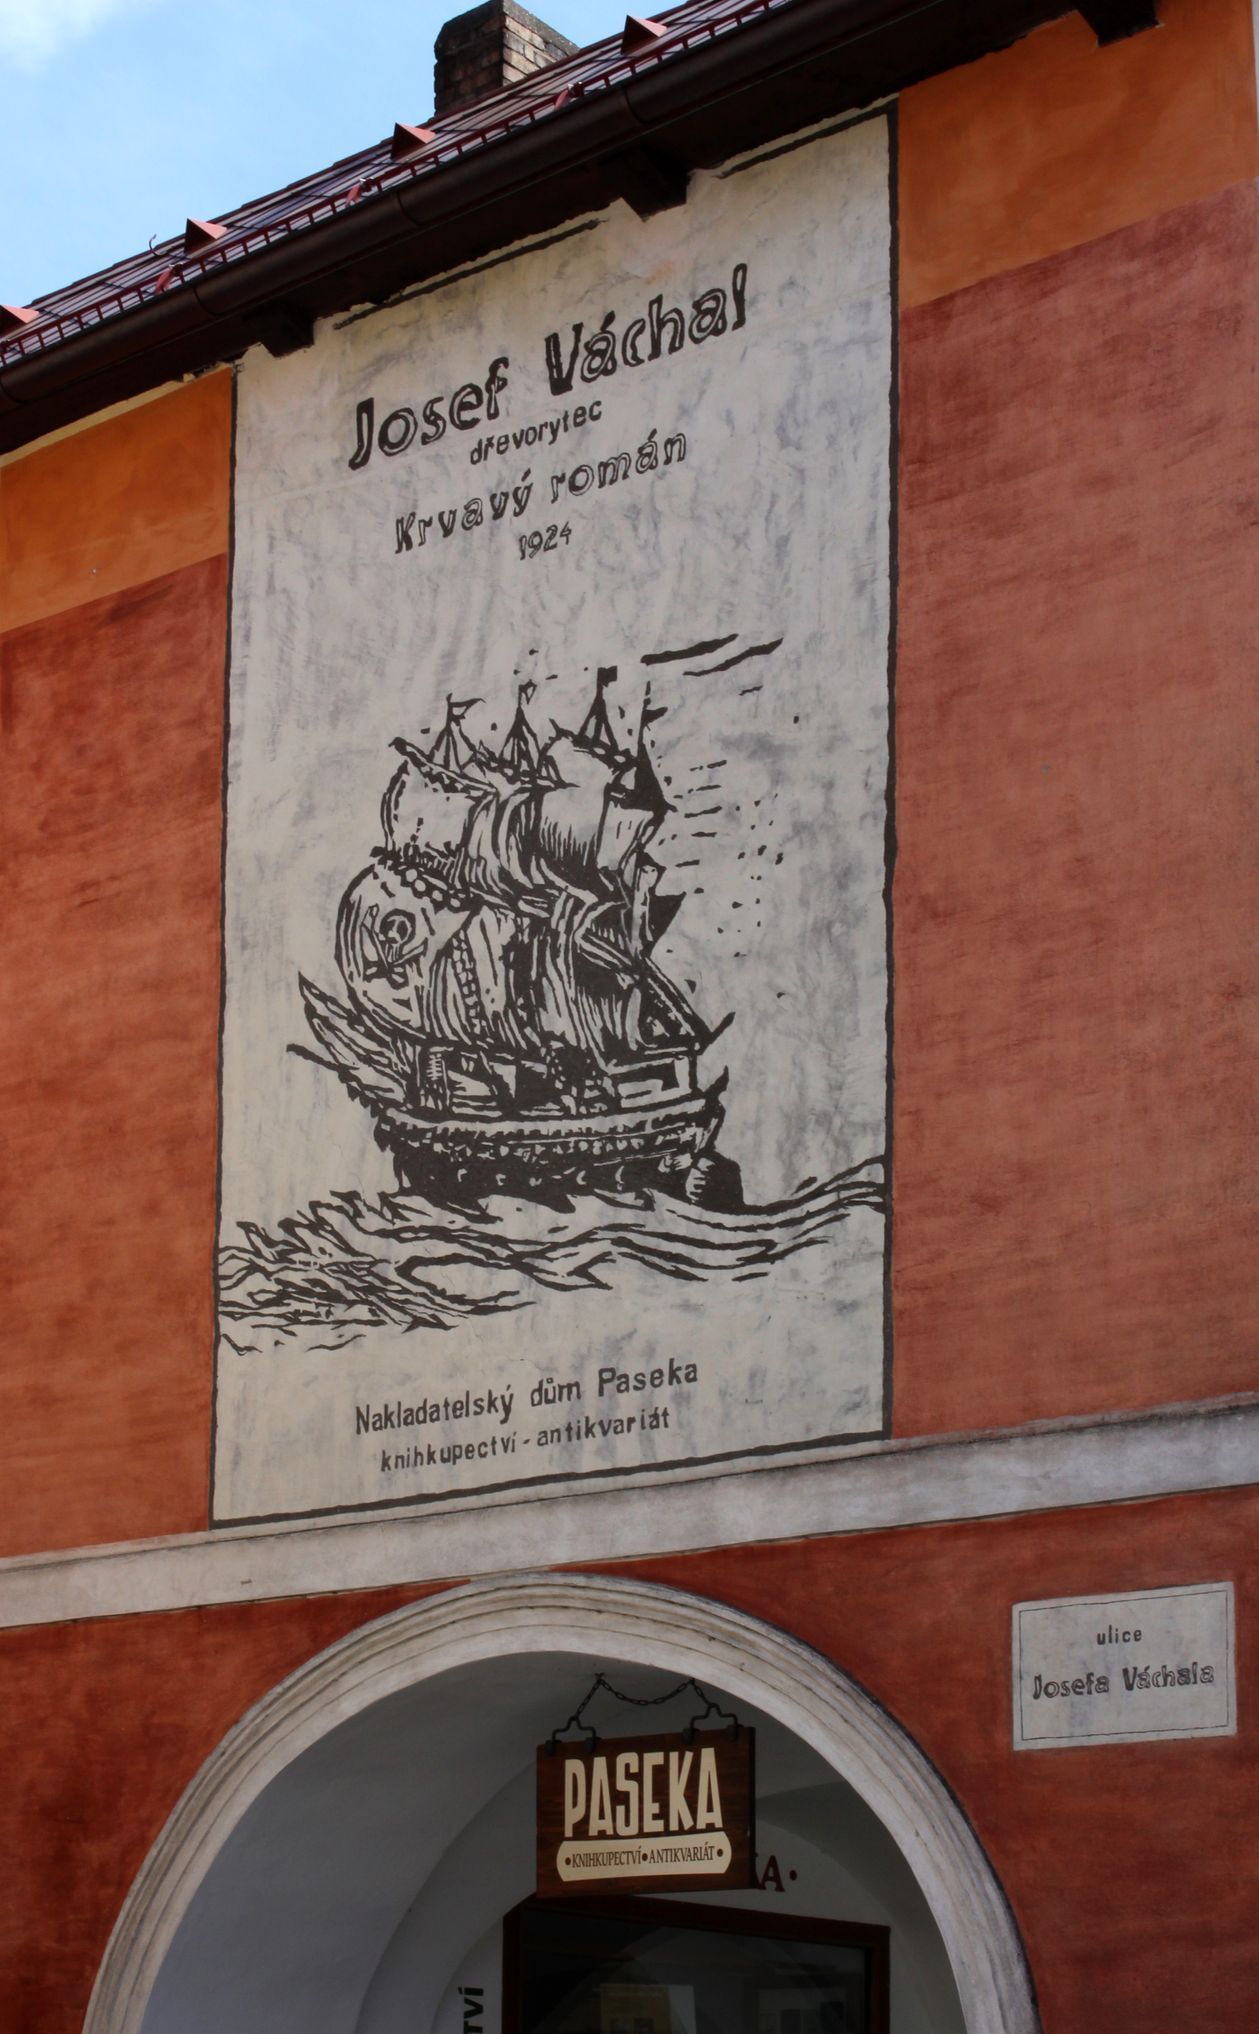 Josef Váchal
dřevorytec
Krvavý román
1924
Nakladatelský dům Paseka
knihkupectví - antikvariát
ulice
Josefa Váchala
PASEKA
•KNIHKUPECTVÍ•ANTIKVARIÁT•